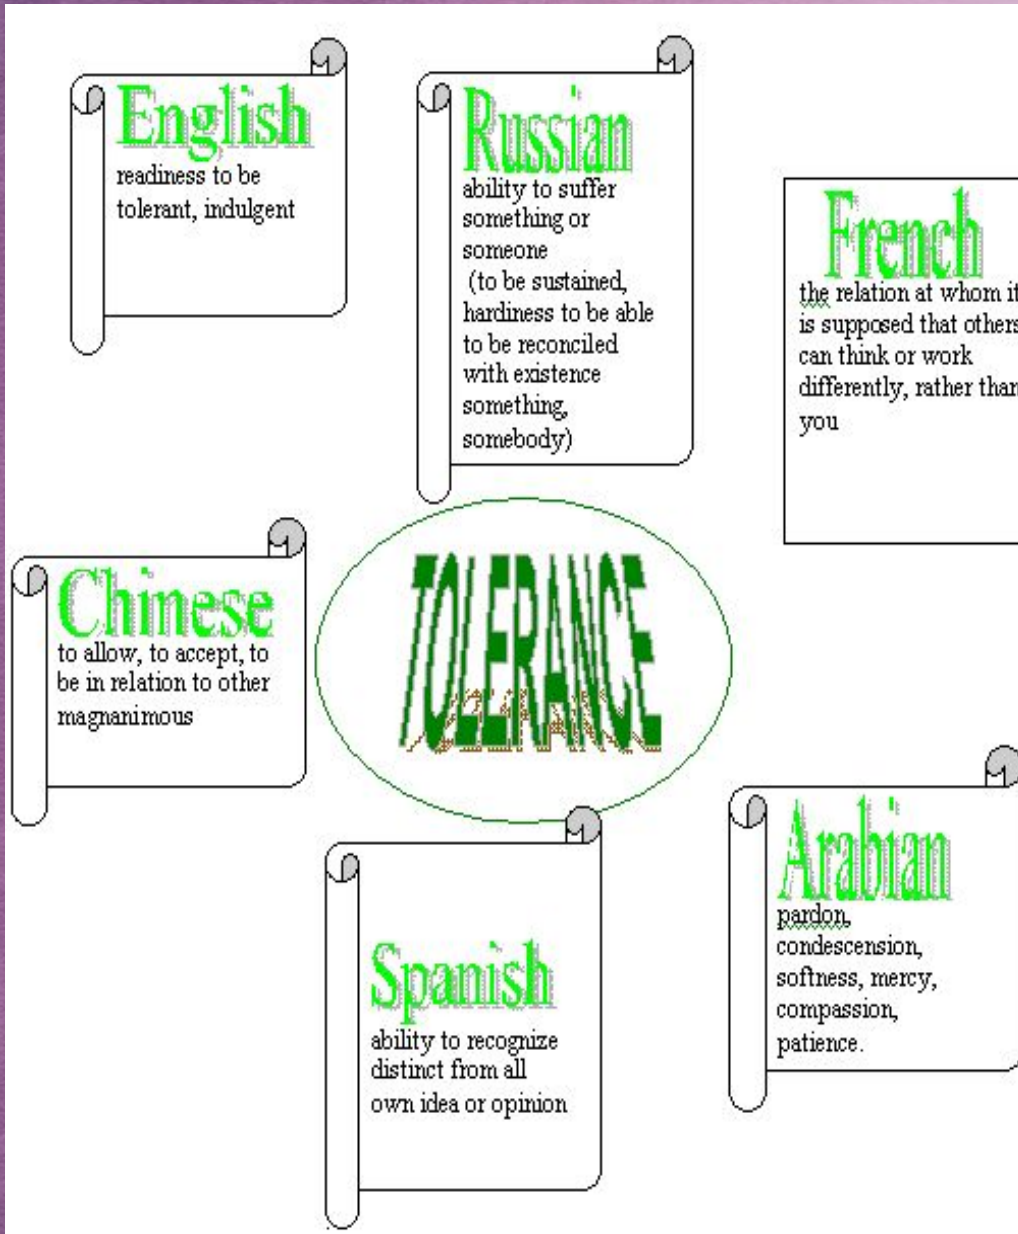 English
readiness to be
tolerant, indulgent
Russian
ability to suffer
something or
someone
(to be sustained,
hardiness to be able
to be reconciled
with existence
something,
somebody)
French
the relation at whom it
is supposed that others
can think or work
differently, rather than
you
Chinese
to allow, to accept, to
be in relation to other
magnanimous
TOLERANCE
Spanish
ability to recognize
distinct from all
own idea or opinion
Arabian
pardon,
condescension,
softness, mercy,
compassion,
patience.